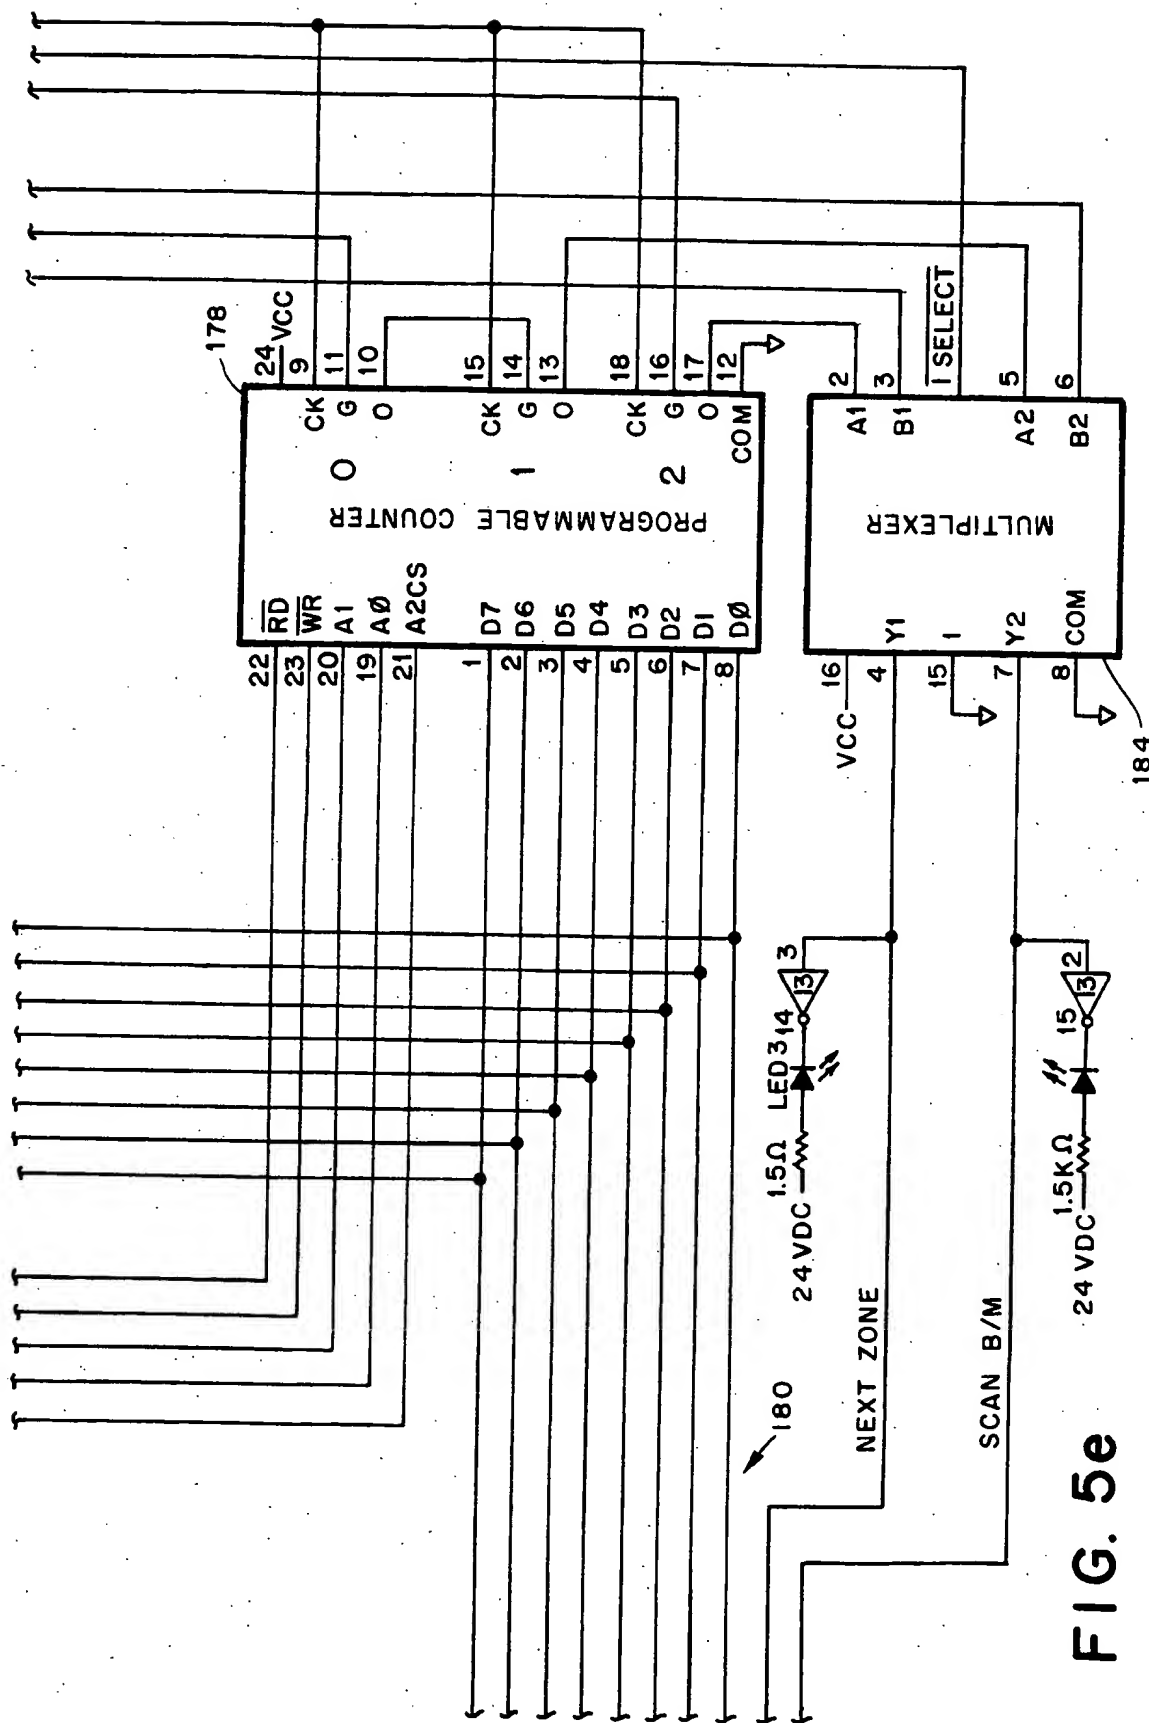 178
24 VCC
9
11
10
15
14
13
18
16
17
12
CK
G
O
CK
G
O
CK
G
O
COM
0
1
2
PROGRAMMABLE COUNTER
RD
WR
A1
AØ
A2CS
D7
D6
D5
D4
D3
D2
D1
DØ
22
23
20
19
21
1
2
3
4
5
6
7
8
2
3
1 SELECT
5
6
A1
B1
A2
B2
MULTIPLEXER
Y1
1
Y2
COM
VCC 16
4
15
7
8
184
3
13
14
LED3
1.5Ω
24 VDC
2
13
15
1.5KΩ
24 VDC
NEXT ZONE
SCAN B/M
180
FIG. 5e